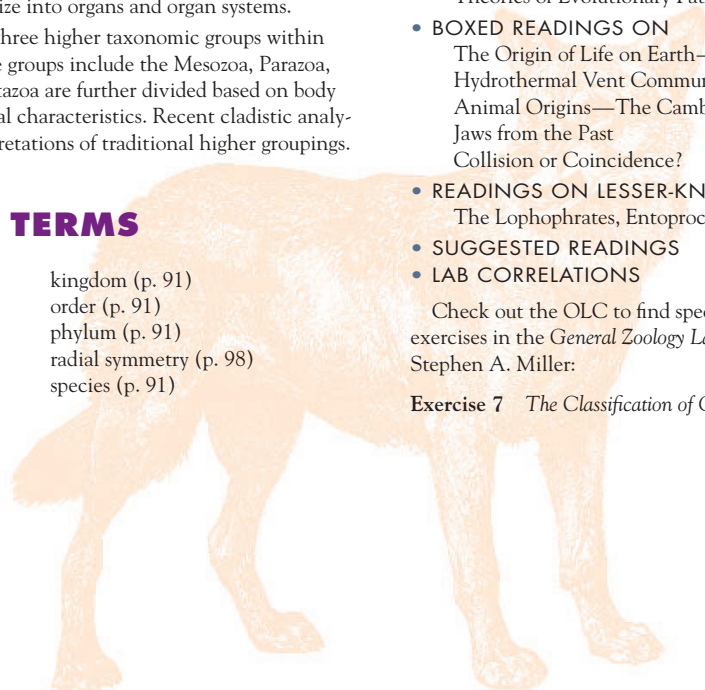 ize into organs and organ systems.
hree higher taxonomic groups within
e groups include the Mesozoa, Parazoa,
tazoa are further divided based on body
al characteristics. Recent cladistic analy-
retations of traditional higher groupings.
TERMS
kingdom (p. 91)
order (p. 91)
phylum (p. 91)
radial symmetry (p. 98)
species (p. 91)
• BOXED READINGS ON
The Origin of Life on Earth—
Hydrothermal Vent Commun
Animal Origins—The Camb
Jaws from the Past
Collision or Coincidence?
• READINGS ON LESSER-KN
The Lophophrates, Entoproc
• SUGGESTED READINGS
• LAB CORRELATIONS
Check out the OLC to find spec
exercises in the General Zoology La
Stephen A. Miller:
Exercise 7 The Classification of O